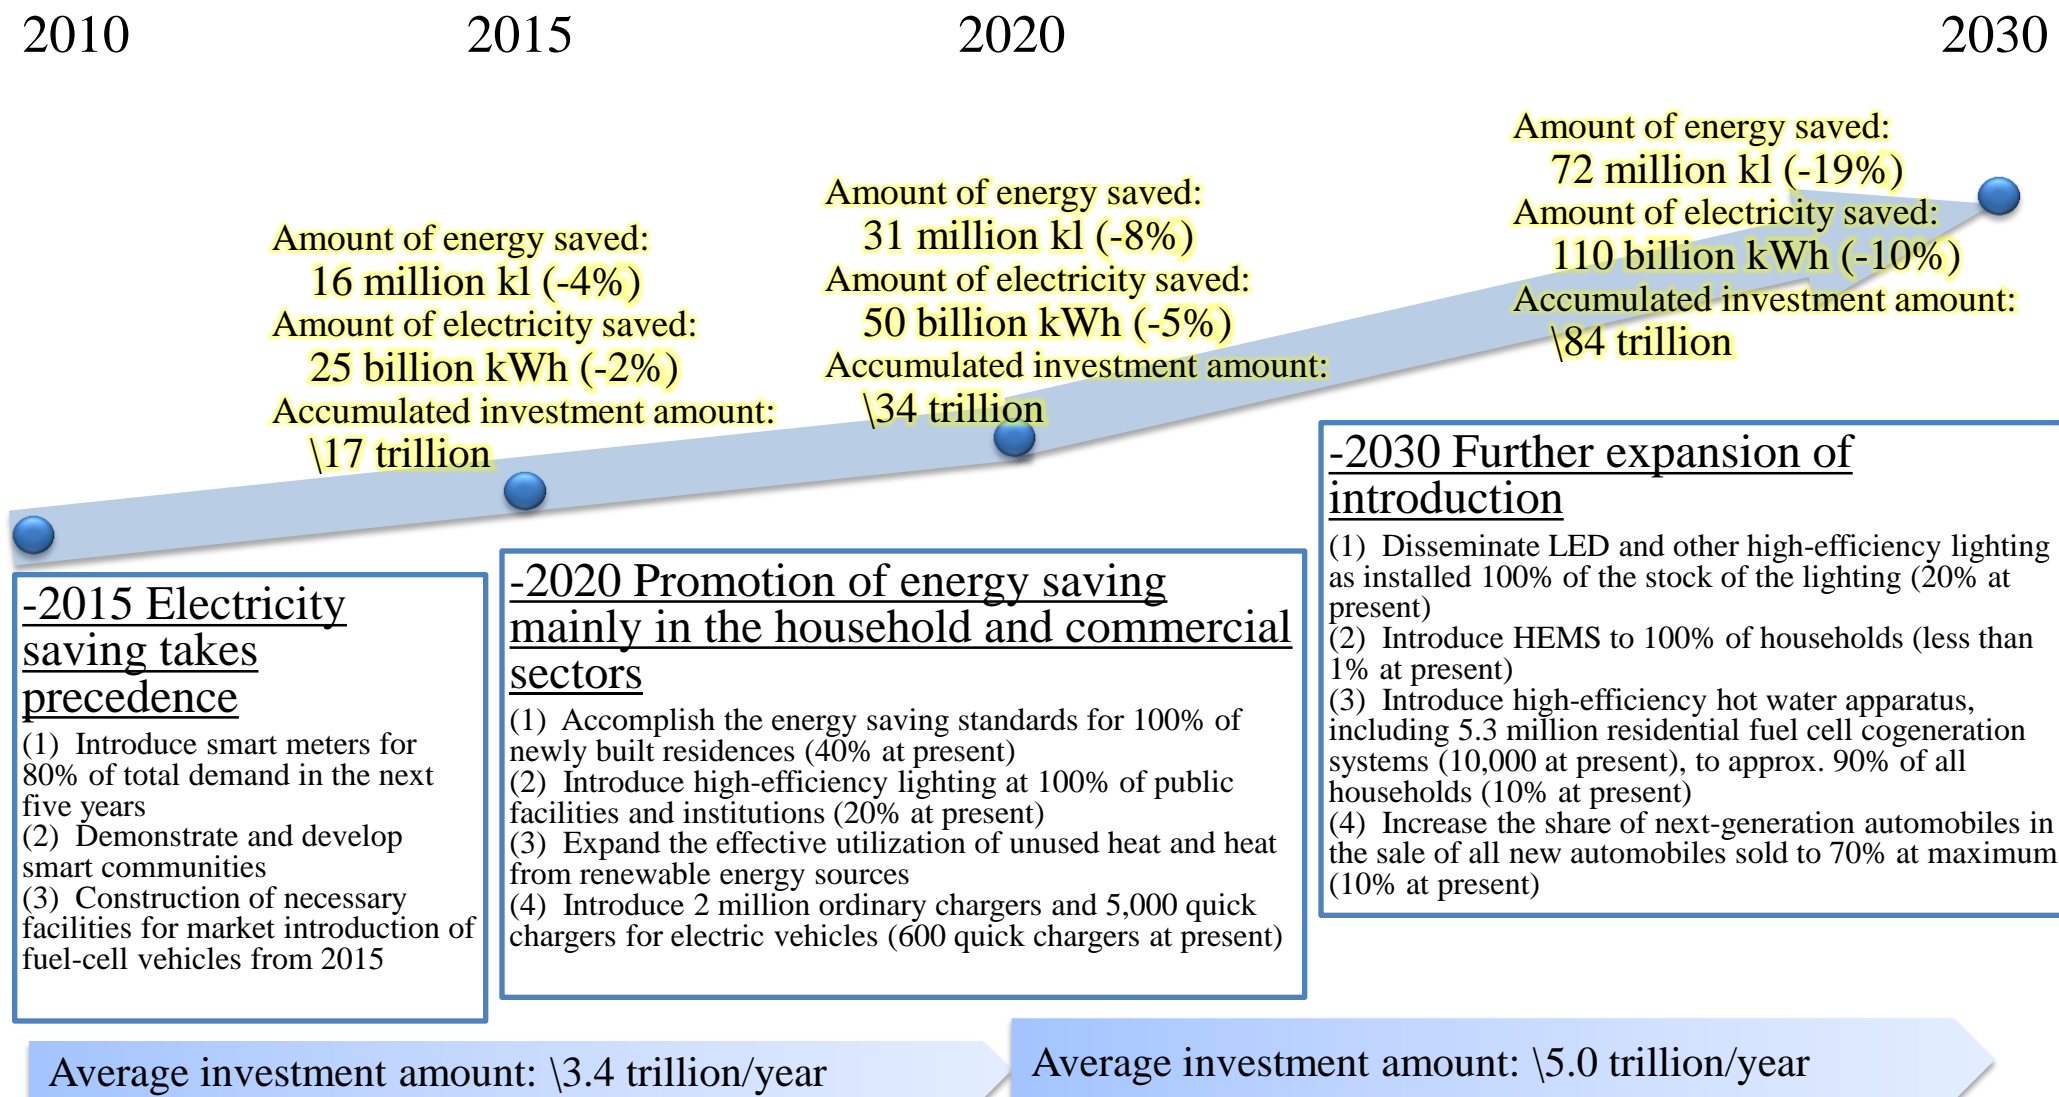 2010
2015
2020
2030
Amount of energy saved:
16 million kl (-4%)
Amount of electricity saved:
25 billion kWh (-2%)
Accumulated investment amount:
\17 trillion
Amount of energy saved:
31 million kl (-8%)
Amount of electricity saved:
50 billion kWh (-5%)
Accumulated investment amount:
\34 trillion
Amount of energy saved:
72 million kl (-19%)
Amount of electricity saved:
110 billion kWh (-10%)
Accumulated investment amount:
\84 trillion
-2015 Electricity
saving takes
precedence
(1) Introduce smart meters for
80% of total demand in the next
five years
(2) Demonstrate and develop
smart communities
(3) Construction of necessary
facilities for market introduction of
fuel-cell vehicles from 2015
-2020 Promotion of energy saving
mainly in the household and commercial
sectors
(1) Accomplish the energy saving standards for 100% of
newly built residences (40% at present)
(2) Introduce high-efficiency lighting at 100% of public
facilities and institutions (20% at present)
(3) Expand the effective utilization of unused heat and heat
from renewable energy sources
(4) Introduce 2 million ordinary chargers and 5,000 quick
chargers for electric vehicles (600 quick chargers at present)
-2030 Further expansion of
introduction
(1) Disseminate LED and other high-efficiency lighting
as installed 100% of the stock of the lighting (20% at
present)
(2) Introduce HEMS to 100% of households (less than
1% at present)
(3) Introduce high-efficiency hot water apparatus,
including 5.3 million residential fuel cell cogeneration
systems (10,000 at present), to approx. 90% of all
households (10% at present)
(4) Increase the share of next-generation automobiles in
the sale of all new automobiles sold to 70% at maximum
(10% at present)
Average investment amount: \3.4 trillion/year
Average investment amount: \5.0 trillion/year